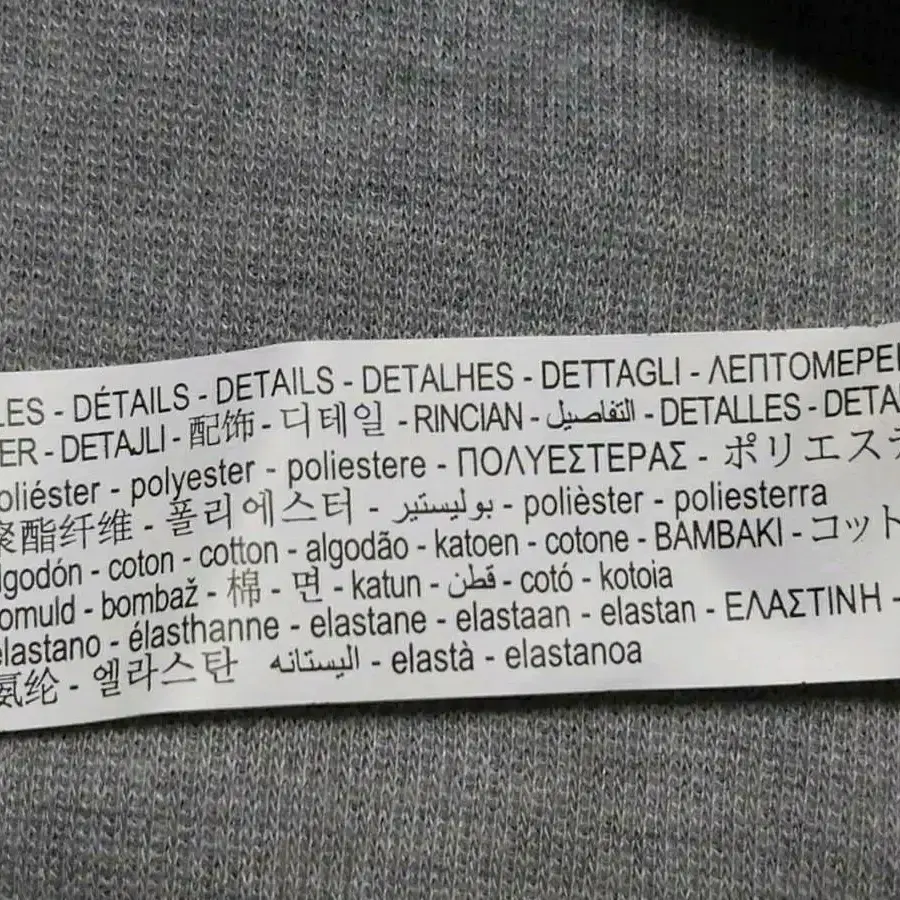 LES - DÉTAILS - DETAILS - DETALHES - DETTAGLI - ΛΕΠΤΟΜΕΡΕΙ
ER - DETAJLI - 配饰 - 디테일 - RINCIAN - التفاصيل - DETALLES - DETA
oliéster - polyester - poliestere - ΠΟΛΥΕΣΤΕΡΑΣ - ポリエステ
聚酯纤维 - 폴리에스터 - بوليستير - polièster - poliesterra
lgodón - coton - cotton - algodão - katoen - cotone - BAMBAKI - コット
omuld - bombaž - 棉 - 면 - katun - قطن - cotó - kotoia
elastano - élasthanne - elastane - elastaan - elastan - ΕΛΑΣΤΙΝΗ -
氨纶 - 엘라스탄 اليستانه - elastà - elastanoa